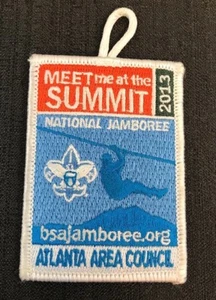 MEET me at the
SUMMIT
2013
NATIONAL JAMBOREE
bsajamboree.org
ATLANTA AREA COUNCIL